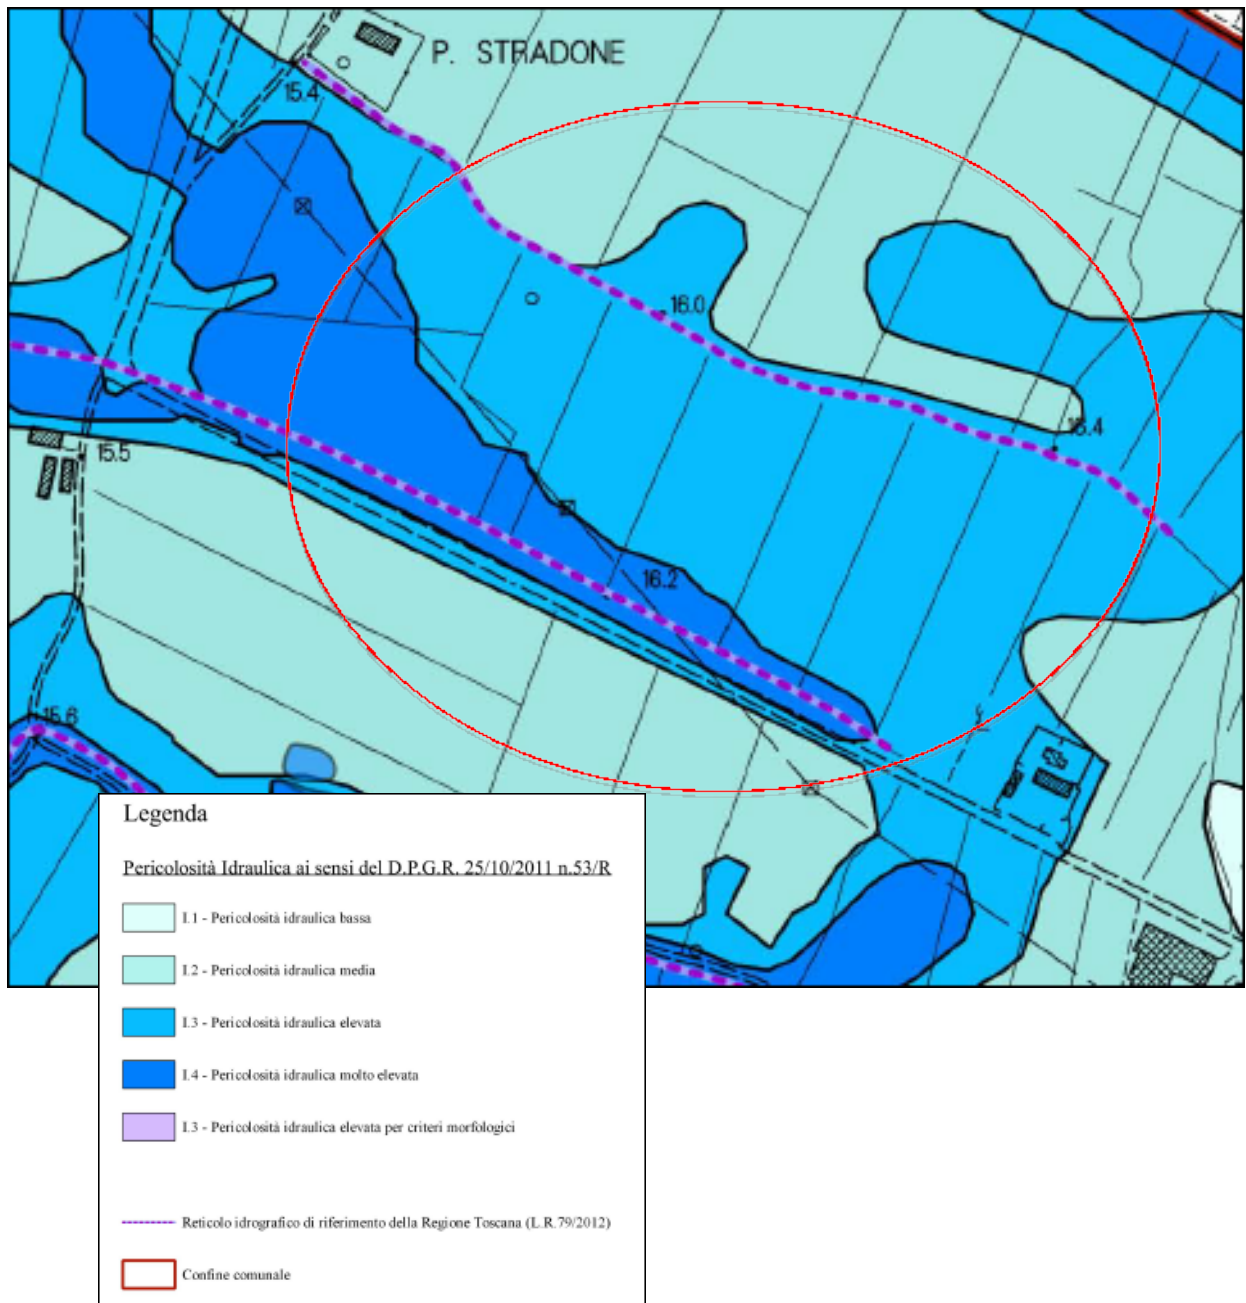 P. STRADONE
15.4
16.0
16.4
15.5
16.2
15.6
Legenda
Pericolosità Idraulica ai sensi del D.P.G.R. 25/10/2011 n.53/R
I.1 - Pericolosità idraulica bassa
I.2 - Pericolosità idraulica media
I.3 - Pericolosità idraulica elevata
I.4 - Pericolosità idraulica molto elevata
I.3 - Pericolosità idraulica elevata per criteri morfologici
Reticolo idrografico di riferimento della Regione Toscana (L.R.79/2012)
Confine comunale